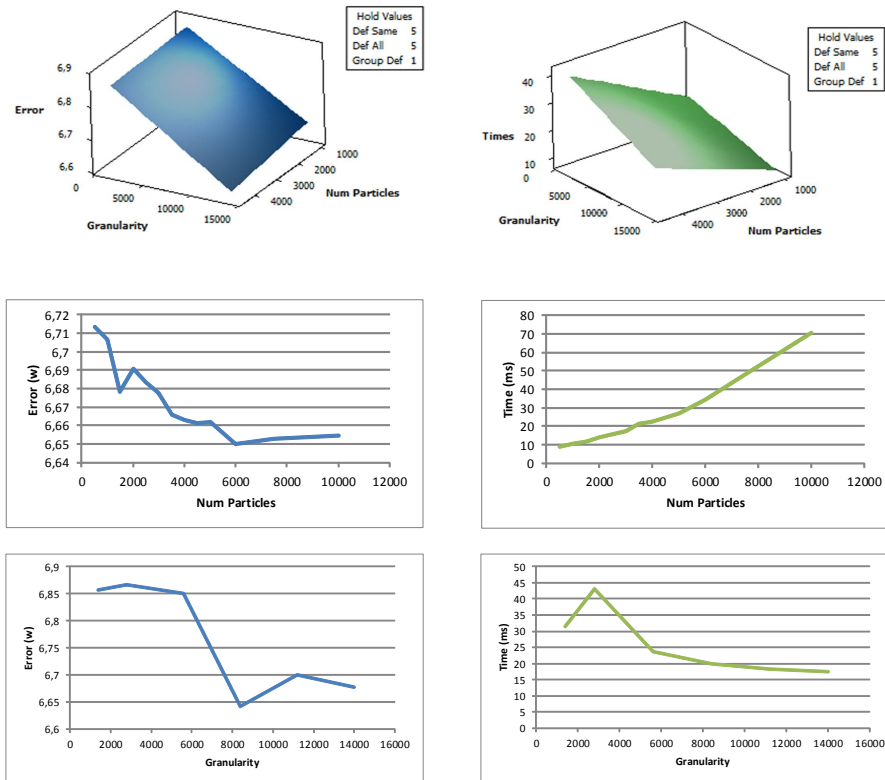 Hold Values
Def Same 5
Def All 5
Group Def 1
6,9
6,8
6,7
6,6
Error
0
5000
10000
15000
Granularity
1000
2000
3000
4000
Num Particles
Hold Values
Def Same 5
Def All 5
Group Def 1
40
30
20
10
Times
0
5000
10000
15000
Granularity
1000
2000
3000
4000
Num Particles
6,72
6,71
6,7
6,69
6,68
6,67
6,66
6,65
6,64
Error (w)
0 2000 4000 6000 8000 10000 12000
Num Particles
80
70
60
50
40
30
20
10
0
Time (ms)
0 2000 4000 6000 8000 10000 12000
Num Particles
6,9
6,85
6,8
6,75
6,7
6,65
6,6
Error (w)
0 2000 4000 6000 8000 10000 12000 14000 16000
Granularity
50
45
40
35
30
25
20
15
10
5
0
Time (ms)
0 2000 4000 6000 8000 10000 12000 14000 16000
Granularity